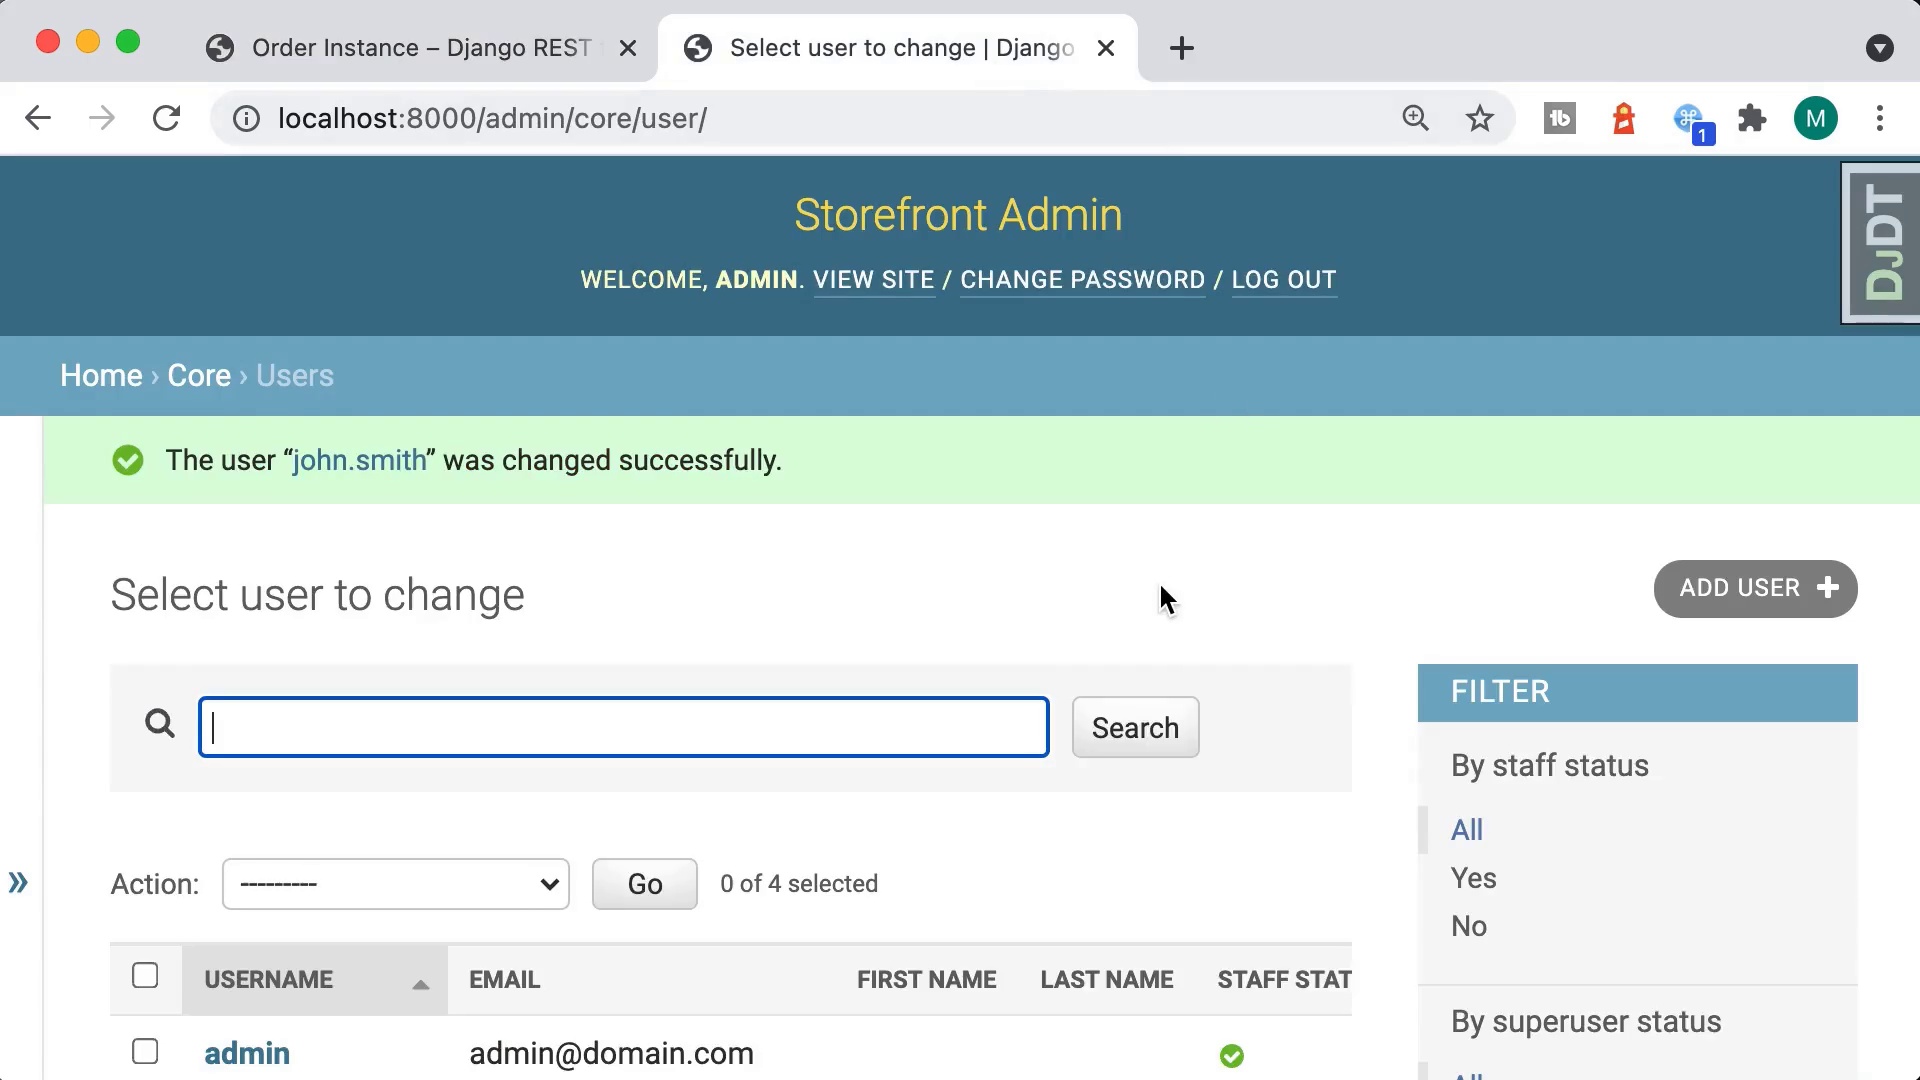 Order Instance – Django REST
Select user to change | Django
localhost:8000/admin/core/user/
1
M
Storefront Admin
WELCOME, ADMIN. VIEW SITE / CHANGE PASSWORD / LOG OUT
DJDT
Home › Core › Users
The user “john.smith” was changed successfully.
Select user to change
ADD USER +
Search
FILTER
By staff status
All
Yes
No
By superuser status
Action: --------- Go 0 of 4 selected
USERNAME EMAIL FIRST NAME LAST NAME STAFF STAT
admin admin@domain.com